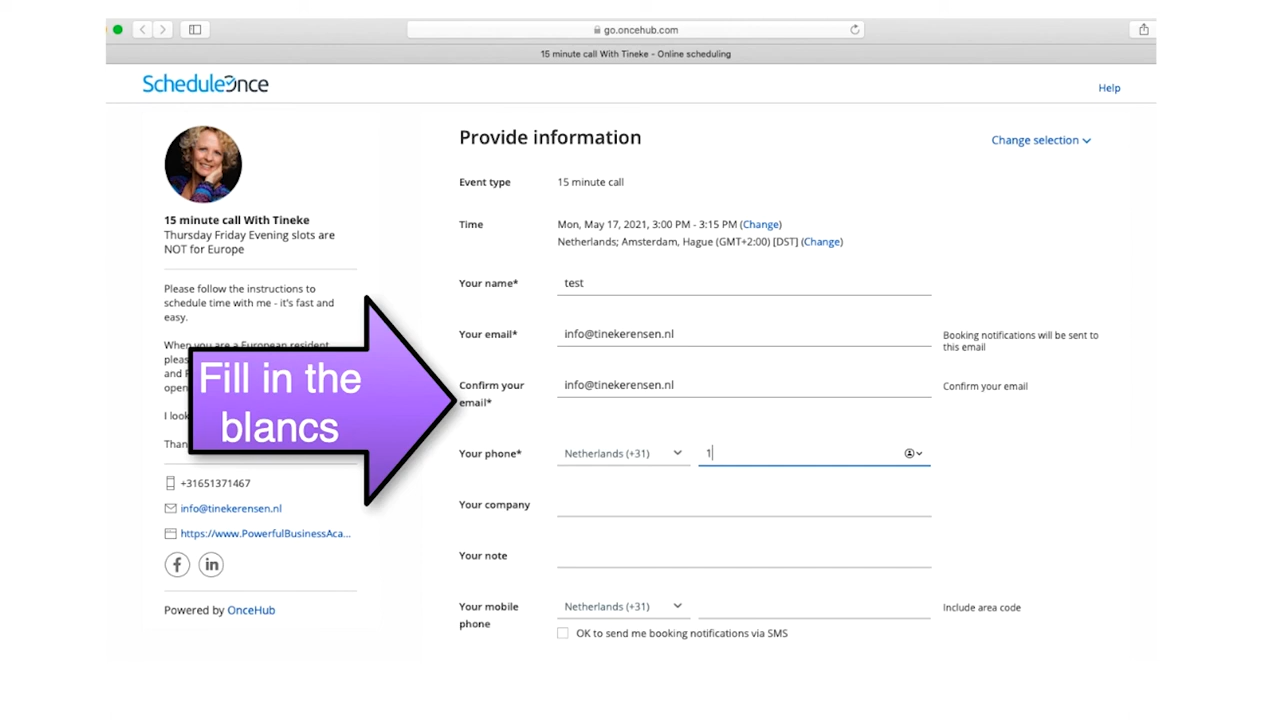 go.oncehub.com
15 minute call With Tineke - Online scheduling
ScheduleOnce
Help
15 minute call With Tineke
Thursday Friday Evening slots are
NOT for Europe
Please follow the instructions to
schedule time with me - it's fast and
easy.
When you are a European resident
pleas
and F
open
I look
Than
+31651371467
info@tinekerensen.nl
https://www.PowerfulBusinessAca...
Powered by OnceHub
Fill in the
blancs
Provide information
Change selection
Event type
15 minute call
Time
Mon, May 17, 2021, 3:00 PM - 3:15 PM (Change)
Netherlands; Amsterdam, Hague (GMT+2:00) [DST] (Change)
Your name*
test
Your email*
info@tinekerensen.nl
Booking notifications will be sent to
this email
Confirm your
email*
info@tinekerensen.nl
Confirm your email
Your phone*
Netherlands (+31)
1
Your company
Your note
Your mobile
phone
Netherlands (+31)
Include area code
OK to send me booking notifications via SMS